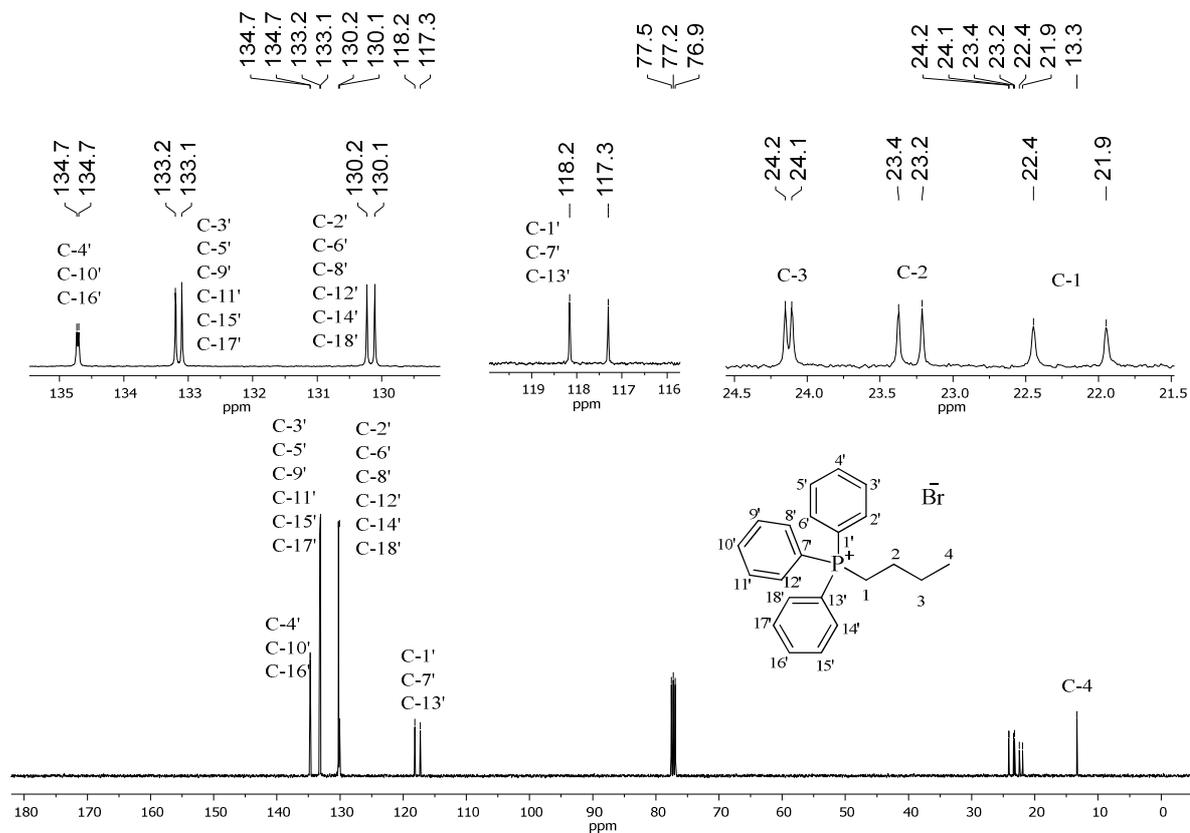 134.7
134.7
133.2
133.1
130.2
130.1
118.2
117.3
77.5
77.2
76.9
24.2
24.1
23.4
23.2
22.4
21.9
13.3
134.7
134.7
133.2
133.1
130.2
130.1
C-4'
C-10'
C-16'
C-3'
C-5'
C-9'
C-11'
C-15'
C-17'
C-2'
C-6'
C-8'
C-12'
C-14'
C-18'
135 134 133 132 131 130
ppm
118.2
117.3
C-1'
C-7'
C-13'
119 118 117 116
ppm
24.2
24.1
23.4
23.2
22.4
21.9
C-3
C-2
C-1
24.5 24.0 23.5 23.0 22.5 22.0 21.5
ppm
C-3'
C-5'
C-9'
C-11'
C-15'
C-17'
C-2'
C-6'
C-8'
C-12'
C-14'
C-18'
C-4'
C-10'
C-16'
C-1'
C-7'
C-13'
4'
5' 3'
6' 2'
1'
9' 8'
10' 7'
11' 12'
P+
18' 13'
17' 14'
16' 15'
1
2
3
4
Br-
C-4
180 170 160 150 140 130 120 110 100 90 80 70 60 50 40 30 20 10 0
ppm